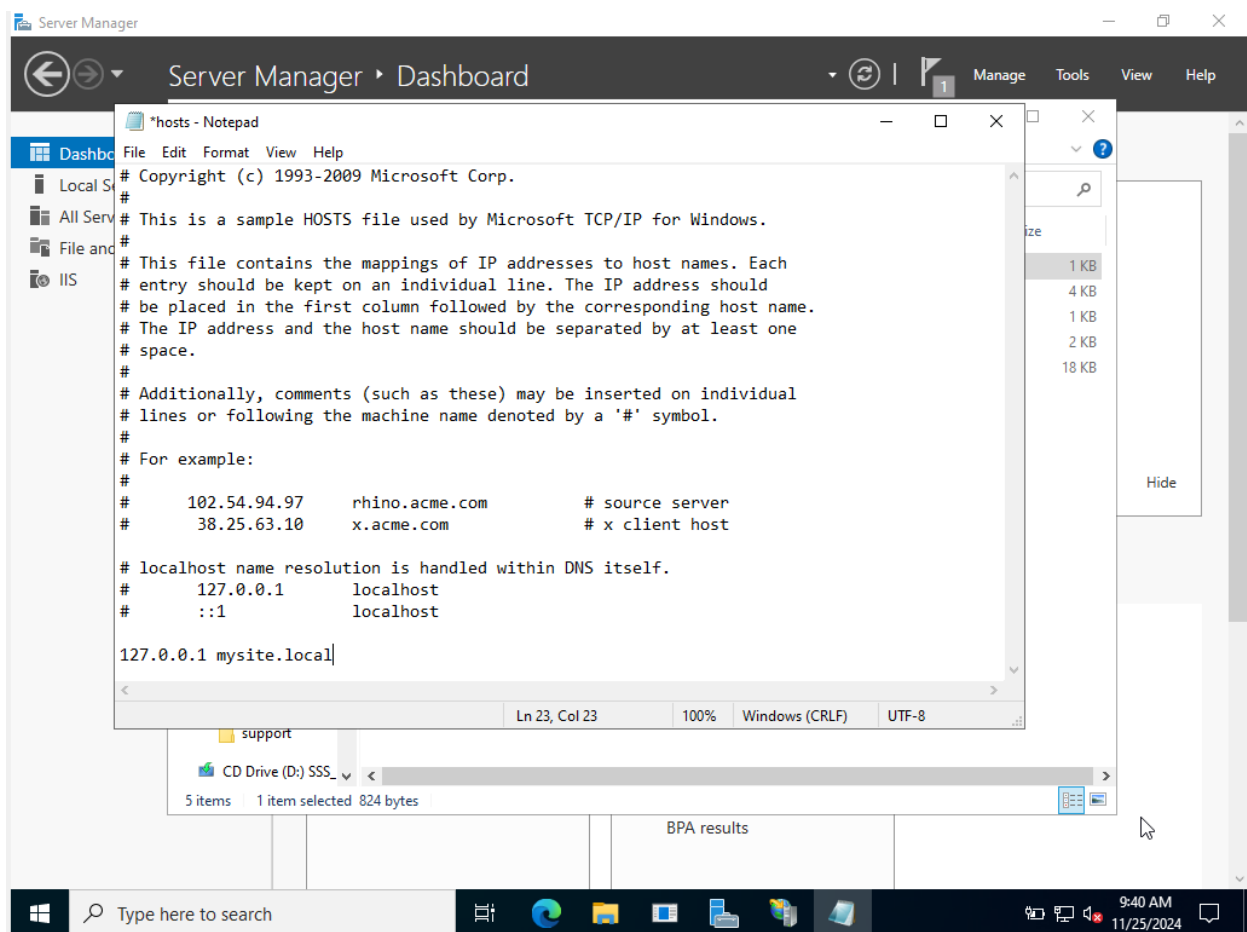 Server Manager
Server Manager ‣ Dashboard
1
Manage Tools View Help
*hosts - Notepad
File Edit Format View Help
# Copyright (c) 1993-2009 Microsoft Corp.
#
# This is a sample HOSTS file used by Microsoft TCP/IP for Windows.
#
# This file contains the mappings of IP addresses to host names. Each
# entry should be kept on an individual line. The IP address should
# be placed in the first column followed by the corresponding host name.
# The IP address and the host name should be separated by at least one
# space.
#
# Additionally, comments (such as these) may be inserted on individual
# lines or following the machine name denoted by a '#' symbol.
#
# For example:
#
# 102.54.94.97 rhino.acme.com # source server
# 38.25.63.10 x.acme.com # x client host

# localhost name resolution is handled within DNS itself.
# 127.0.0.1 localhost
# ::1 localhost

127.0.0.1 mysite.local
Ln 23, Col 23 100% Windows (CRLF) UTF-8
Dashbo
Local Se
All Serv
File and
IIS
ize
1 KB
4 KB
1 KB
2 KB
18 KB
Hide
support
CD Drive (D:) SSS_
5 items 1 item selected 824 bytes
BPA results
Type here to search
9:40 AM
11/25/2024